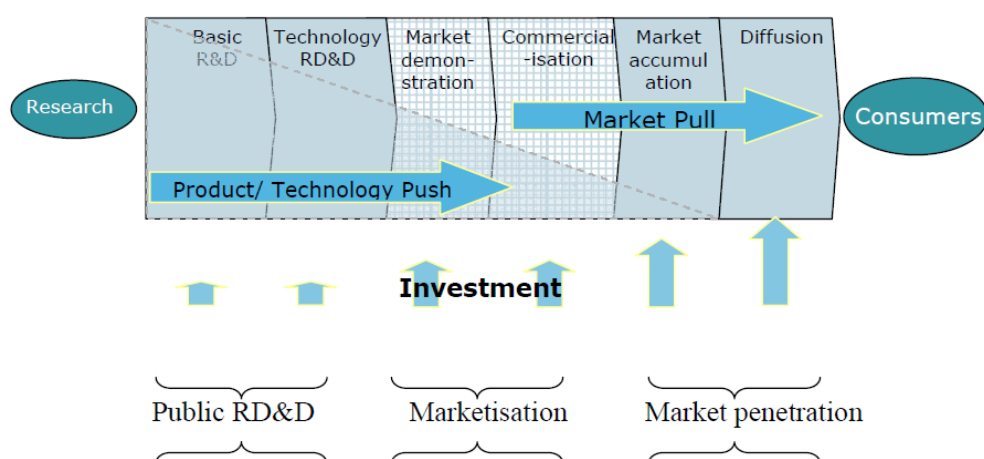 Basic
R&D
Technology
RD&D
Market
demon-
stration
Commercial
-isation
Market
accumul
ation
Diffusion
Research
Consumers
Market Pull
Product/ Technology Push
Investment
Public RD&D
Marketisation
Market penetration